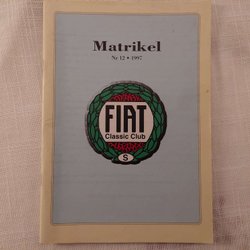 Matrikel
Nr 12 • 1997
FIAT
Classic Club
S